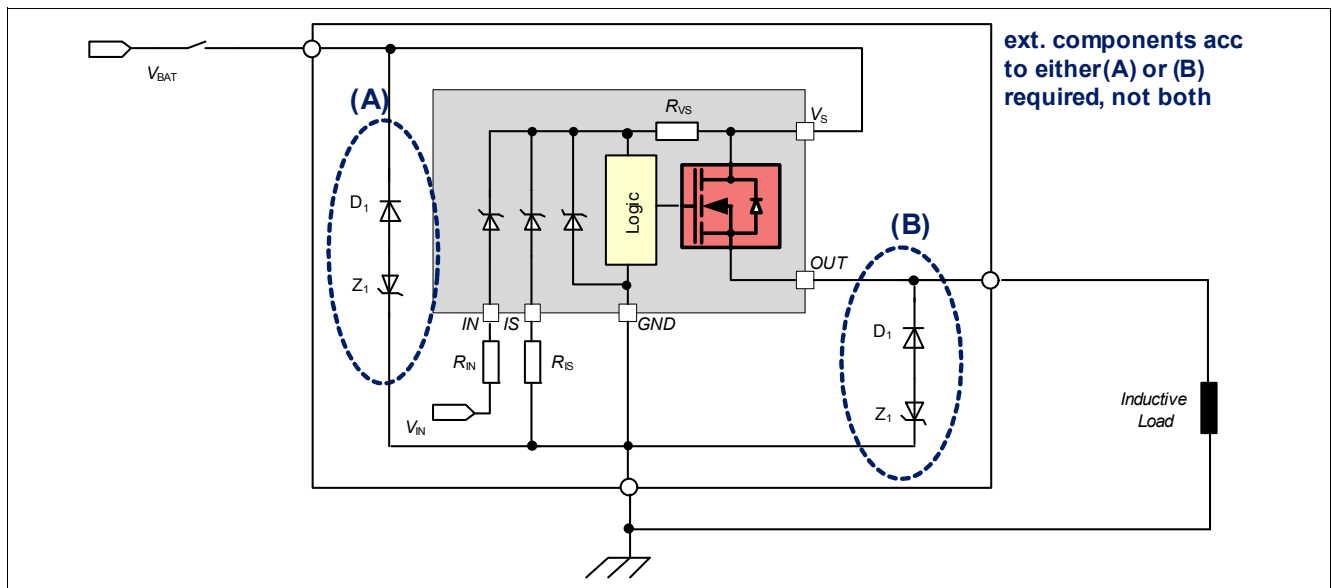 ext. components acc
to either (A) or (B)
required, not both
VBAT
(A)
RVS
VS
D1
Logic
(B)
Z1
OUT
IN
IS
GND
D1
RIN
RIS
Z1
Inductive
Load
VIN